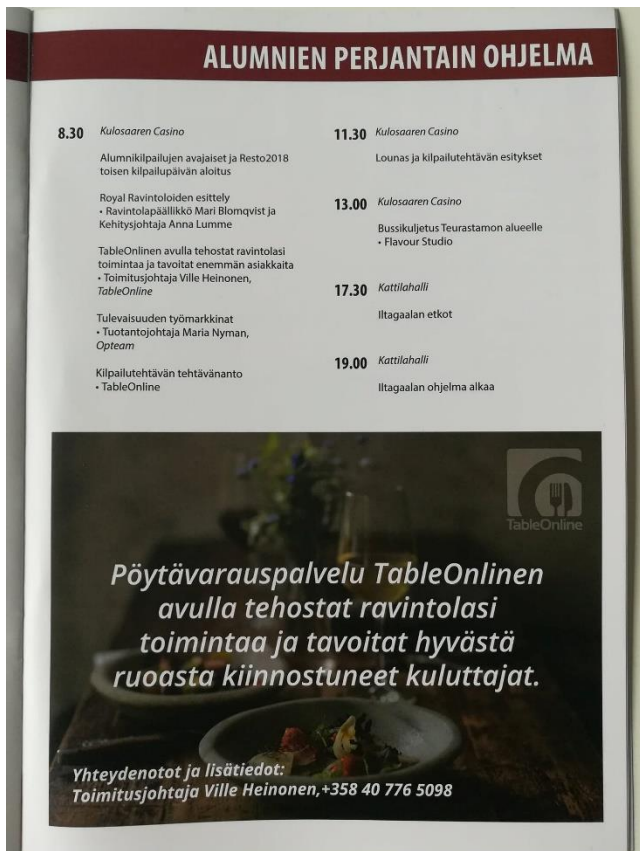 ALUMNIEN PERJANTAIN OHJELMA
8.30 Kulosaaren Casino
Alumnikilpailujen avajaiset ja Resto2018
toisen kilpailupäivän aloitus
Royal Ravintoloiden esittely
• Ravintolapäällikkö Mari Blomqvist ja
Kehitysjohtaja Anna Lumme
TableOnlinen avulla tehostat ravintolasi
toimintaa ja tavoitat enemmän asiakkaita
• Toimitusjohtaja Ville Heinonen,
TableOnline
Tulevaisuuden työmarkkinat
• Tuotantojohtaja Maria Nyman,
Opteam
Kilpailutehtävän tehtävänanto
• TableOnline
11.30 Kulosaaren Casino
Lounas ja kilpailutehtävän esitykset
13.00 Kulosaaren Casino
Bussikuljetus Teurastamon alueelle
• Flavour Studio
17.30 Kattilahalli
Iltagaalan etkot
19.00 Kattilahalli
Iltagaalan ohjelma alkaa
TableOnline
Pöytävarauspalvelu TableOnlinen
avulla tehostat ravintolasi
toimintaa ja tavoitat hyvästä
ruoasta kiinnostuneet kuluttajat.
Yhteydenotot ja lisätiedot:
Toimitusjohtaja Ville Heinonen,+358 40 776 5098